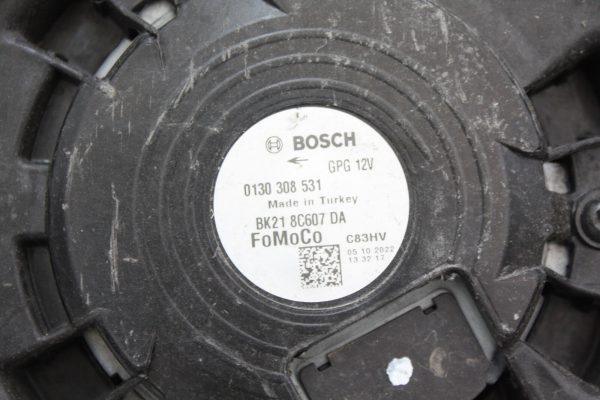 BOSCH
← GPG 12V
0130 308 531
Made in Turkey
BK21 8C607 DA
FoMoCo C83HV
05 10 2022
13 32 17